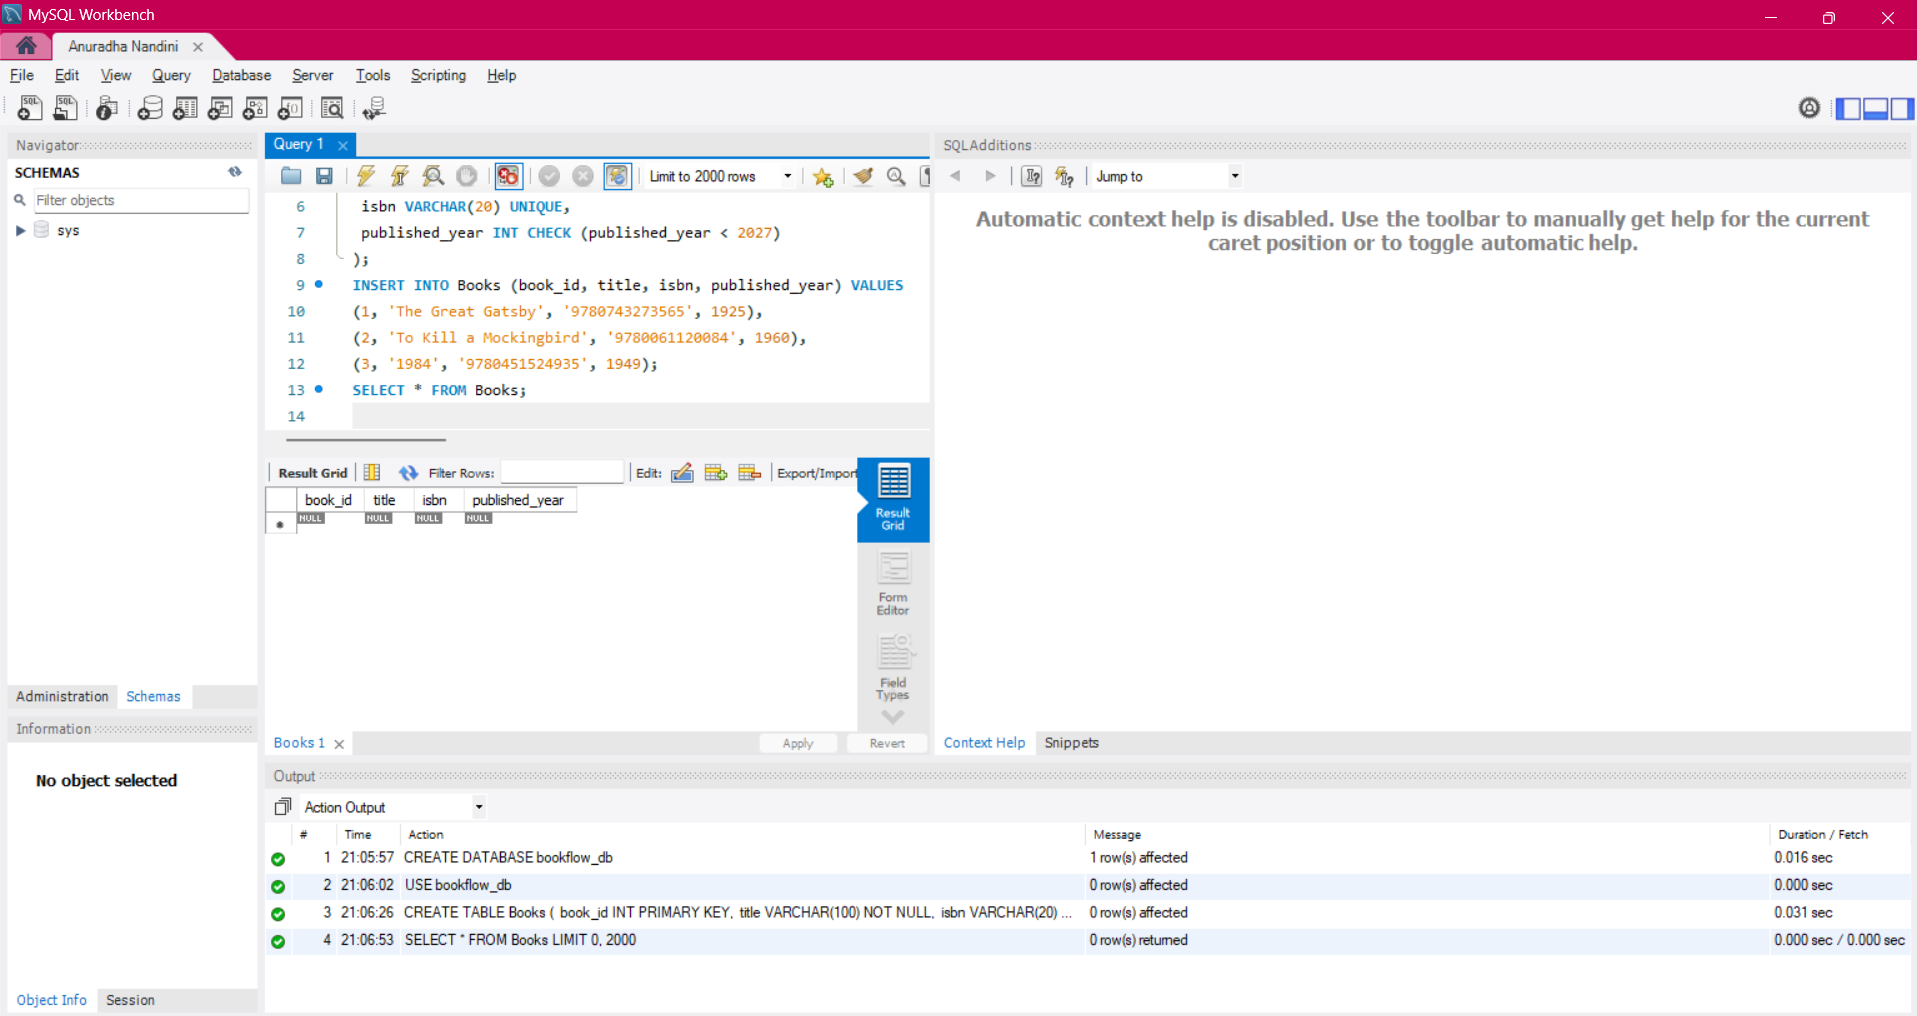 MySQL Workbench
Anuradha Nandini
File Edit View Query Database Server Tools Scripting Help
Navigator
SCHEMAS
Filter objects
sys
Administration Schemas
Information
No object selected
Object Info Session
Query 1
Limit to 2000 rows
6 isbn VARCHAR(20) UNIQUE,
7 published_year INT CHECK (published_year < 2027)
8 );
9 INSERT INTO Books (book_id, title, isbn, published_year) VALUES
10 (1, 'The Great Gatsby', '9780743273565', 1925),
11 (2, 'To Kill a Mockingbird', '9780061120084', 1960),
12 (3, '1984', '9780451524935', 1949);
13 SELECT * FROM Books;
14
Result Grid Filter Rows: Edit: Export/Import
book_id title isbn published_year
NULL NULL NULL NULL
Result Grid
Form Editor
Field Types
Books 1 Apply Revert
SQLAdditions
Jump to
Automatic context help is disabled. Use the toolbar to manually get help for the current
caret position or to toggle automatic help.
Context Help Snippets
Output
Action Output
# Time Action Message Duration / Fetch
1 21:05:57 CREATE DATABASE bookflow_db 1 row(s) affected 0.016 sec
2 21:06:02 USE bookflow_db 0 row(s) affected 0.000 sec
3 21:06:26 CREATE TABLE Books ( book_id INT PRIMARY KEY, title VARCHAR(100) NOT NULL, isbn VARCHAR(20) ... 0 row(s) affected 0.031 sec
4 21:06:53 SELECT * FROM Books LIMIT 0, 2000 0 row(s) returned 0.000 sec / 0.000 sec